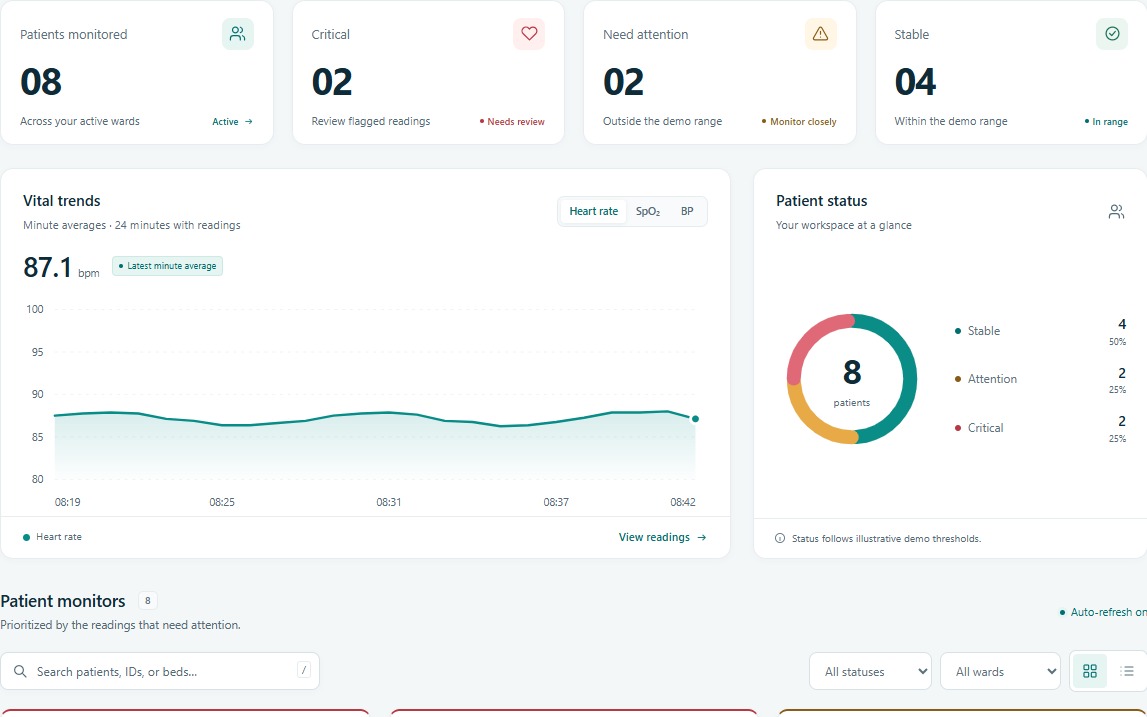 Patients monitored
08
Across your active wards
Active →
Critical
02
Review flagged readings
Needs review
Need attention
02
Outside the demo range
Monitor closely
Stable
04
Within the demo range
In range
Vital trends
Minute averages · 24 minutes with readings
Heart rate
SpO₂
BP
87.1 bpm
Latest minute average
100
95
90
85
80
08:19
08:25
08:31
08:37
08:42
Heart rate
View readings →
Patient status
Your workspace at a glance
8
patients
Stable
4
50%
Attention
2
25%
Critical
2
25%
Status follows illustrative demo thresholds.
Patient monitors
8
Prioritized by the readings that need attention.
Auto-refresh on
Search patients, IDs, or beds...
/
All statuses
All wards